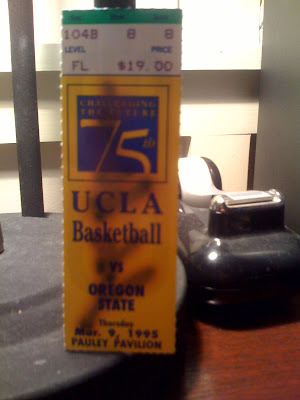 104B 8 8
LEVEL PRICE
FL $19.00
CHALLENGING
THE FUTURE
75th
UCLA
Basketball
VS
OREGON
STATE
Thursday
Mar. 9, 1995
PAULEY PAVILION